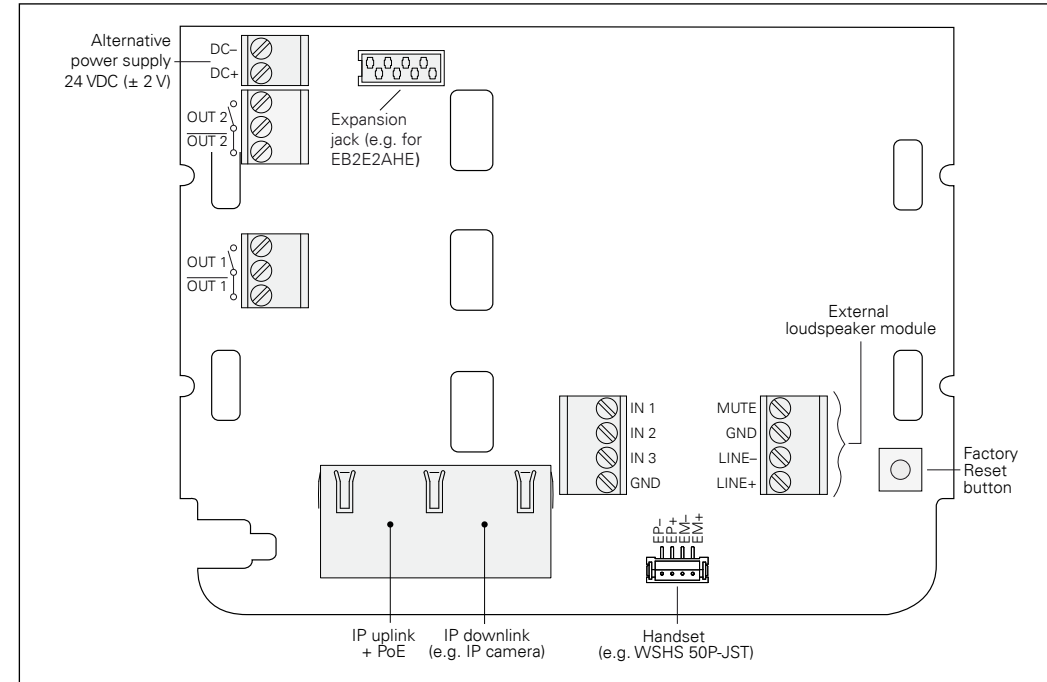 Alternative
power supply
24 VDC (± 2 V)
DC–
DC+
OUT 2
OUT 2
Expansion
jack (e.g. for
EB2E2AHE)
OUT 1
OUT 1
External
loudspeaker module
IN 1
IN 2
IN 3
GND
MUTE
GND
LINE–
LINE+
Factory
Reset
button
EP–
EP+
EM–
EM+
IP uplink
+ PoE
IP downlink
(e.g. IP camera)
Handset
(e.g. WSHS 50P-JST)